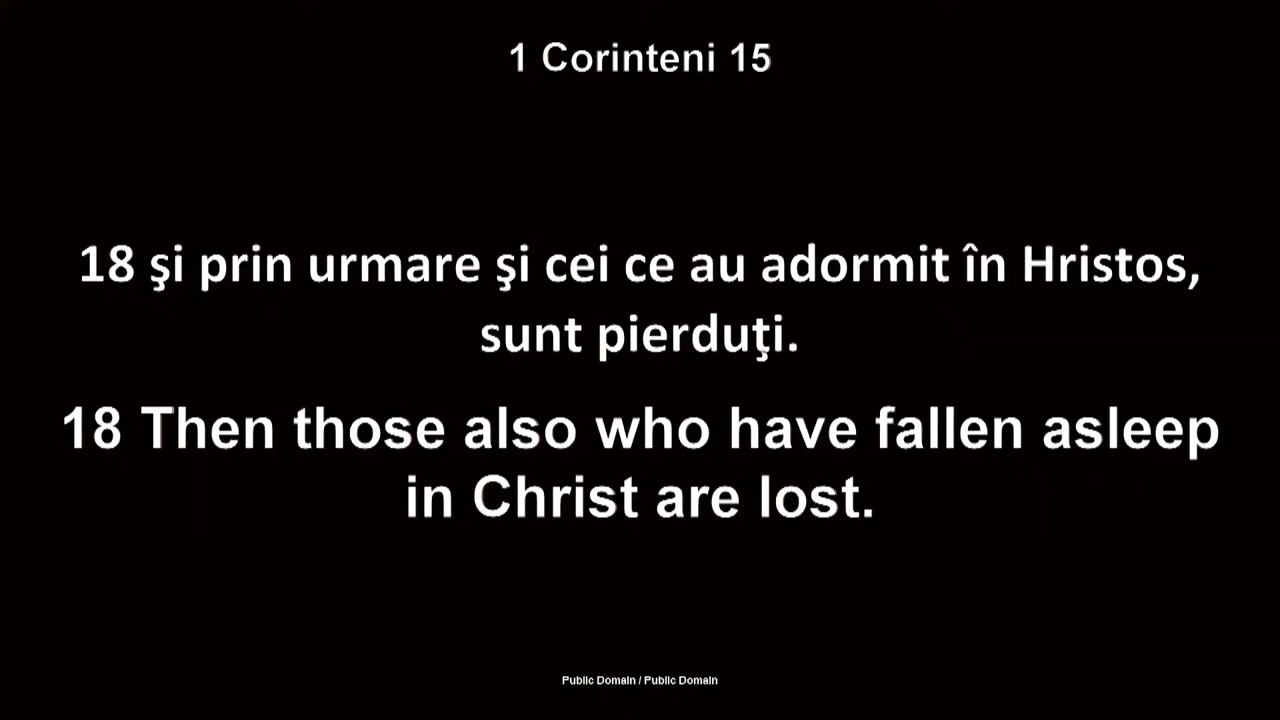 1 Corinteni 15
18 şi prin urmare şi cei ce au adormit în Hristos,
sunt pierduţi.
18 Then those also who have fallen asleep
in Christ are lost.
Public Domain / Public Domain